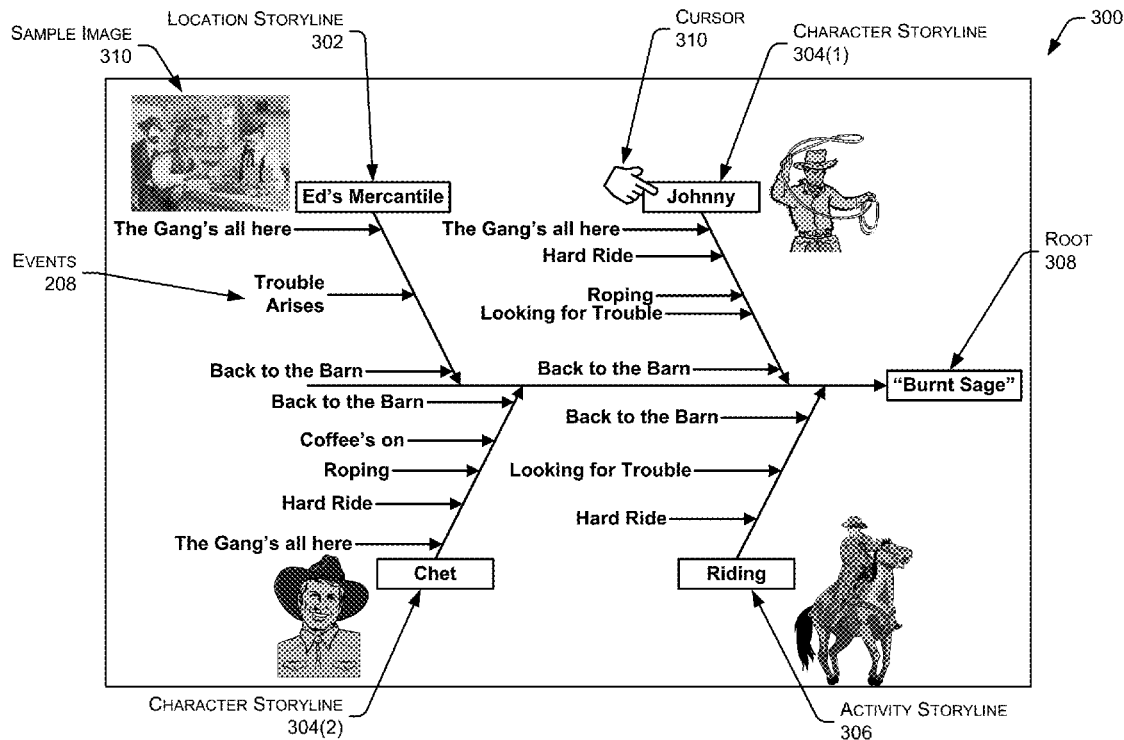 300
SAMPLE IMAGE
310
LOCATION STORYLINE
302
CURSOR
310
CHARACTER STORYLINE
304(1)
Ed's Mercantile
Johnny
The Gang's all here
The Gang's all here
Hard Ride
EVENTS
208
Trouble
Arises
Roping
Looking for Trouble
ROOT
308
Back to the Barn
Back to the Barn
"Burnt Sage"
Back to the Barn
Back to the Barn
Coffee's on
Roping
Looking for Trouble
Hard Ride
Hard Ride
The Gang's all here
Chet
Riding
CHARACTER STORYLINE
304(2)
ACTIVITY STORYLINE
306